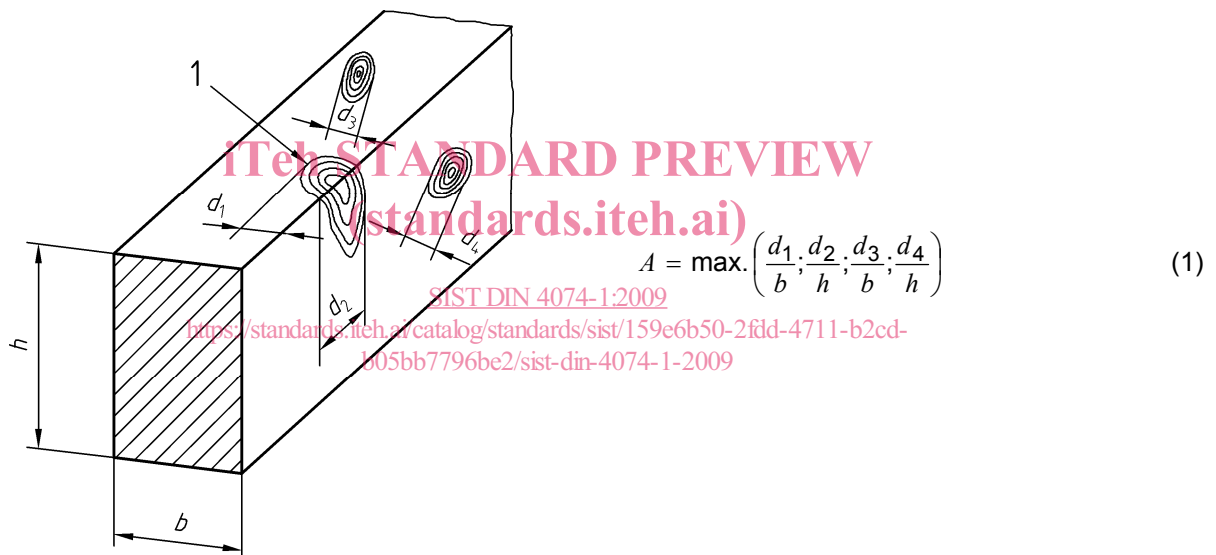 1
d3
iTeh STANDARD PREVIEW
d1
(standards.iteh.ai)
d4
A = max. (d1/b; d2/h; d3/b; d4/h) (1)
SIST DIN 4074-1:2009
d2
https://standards.iteh.ai/catalog/standards/sist/159e6b50-2fdd-4711-b2cd-
b05bb7796be2/sist-din-4074-1-2009
h
b